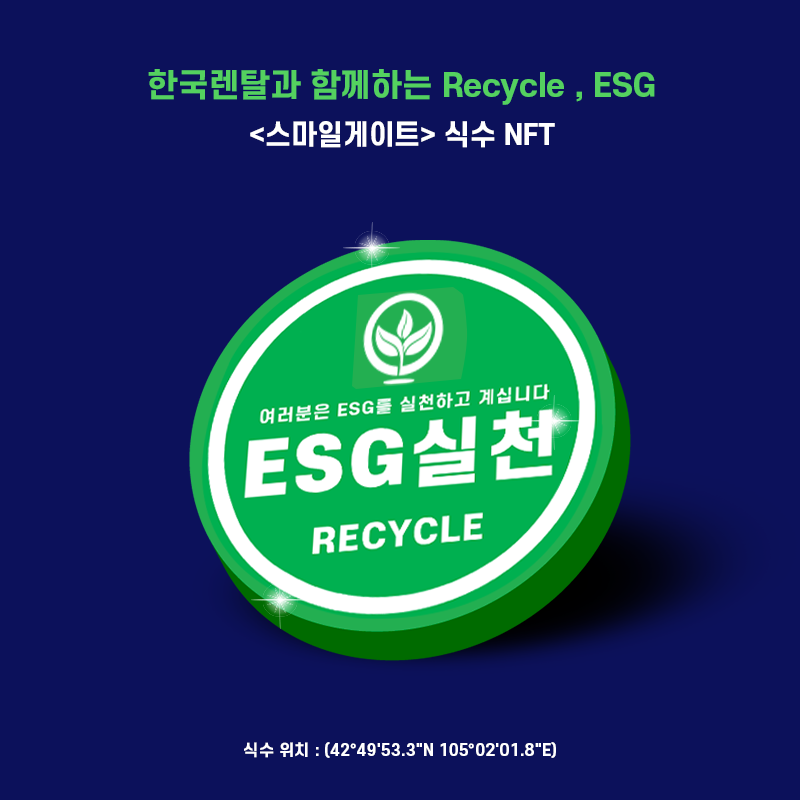 한국렌탈과 함께하는 Recycle , ESG
<스마일게이트> 식수 NFT
여러분은 ESG를 실천하고 계십니다
ESG실천
RECYCLE
식수 위치 : (42°49'53.3"N 105°02'01.8"E)